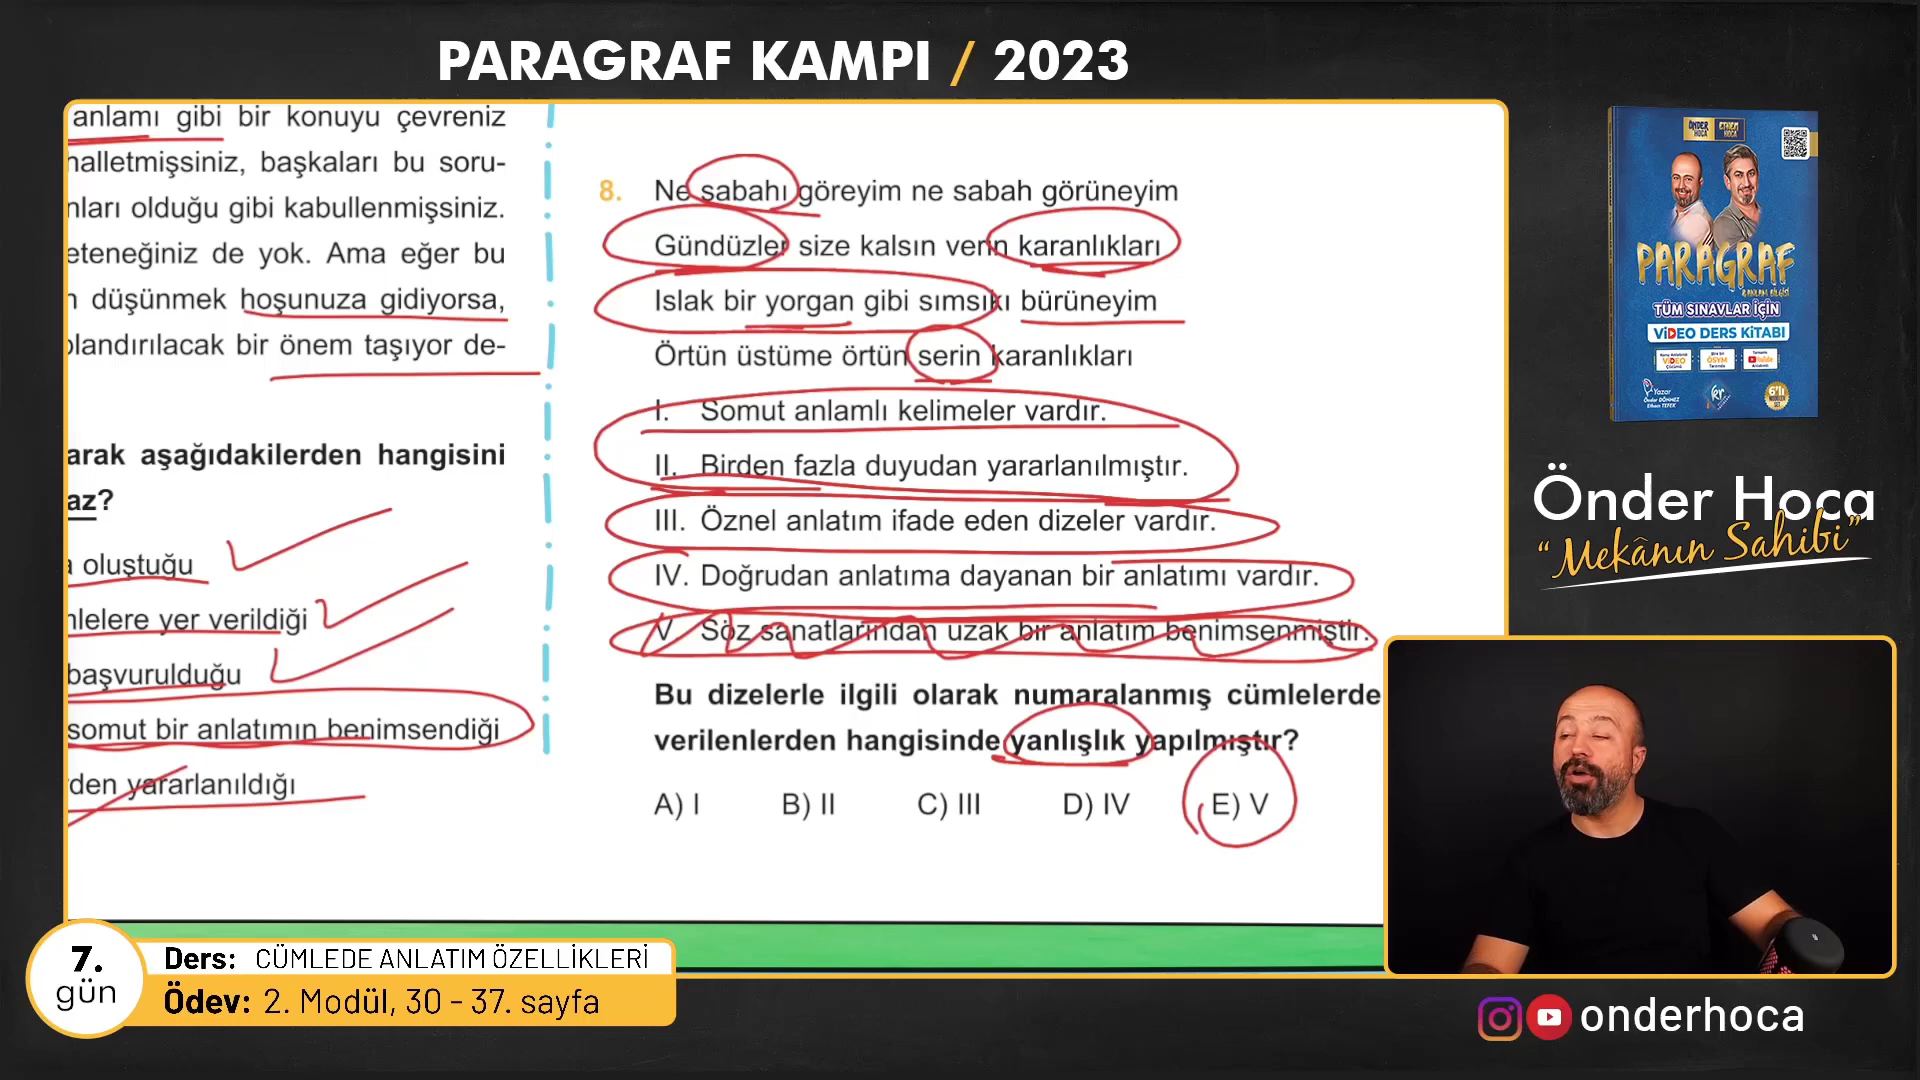 PARAGRAF KAMPI / 2023
anlamı gibi bir konuyu çevreniz
halletmişsiniz, başkaları bu soru-
nları olduğu gibi kabullenmişsiniz.
eteneğiniz de yok. Ama eğer bu
n düşünmek hoşunuza gidiyorsa,
landırılacak bir önem taşıyor de-
arak aşağıdakilerden hangisini
az?
a oluştuğu
mlelere yer verildiği
başvurulduğu
somut bir anlatımın benimsendiği
den yararlanıldığı
8. Ne sabahı göreyim ne sabah görüneyim
Gündüzler size kalsın verin karanlıkları
Islak bir yorgan gibi sımsıkı bürüneyim
Örtün üstüme örtün serin karanlıkları
I. Somut anlamlı kelimeler vardır.
II. Birden fazla duyudan yararlanılmıştır.
III. Öznel anlatım ifade eden dizeler vardır.
IV. Doğrudan anlatıma dayanan bir anlatımı vardır.
V Söz sanatlarından uzak bir anlatım benimsenmiştir.
Bu dizelerle ilgili olarak numaralanmış cümlelerde
verilenlerden hangisinde yanlışlık yapılmıştır?
A) I B) II C) III D) IV E) V
ÖNDER HOCA
ETHEM HOCA
PARAGRAF
TÜM SINAVLAR İÇİN
VİDEO DERS KİTABI
Yazar
Önder Hoca
“Mekânın Sahibi”
7. gün
Ders: CÜMLEDE ANLATIM ÖZELLİKLERİ
Ödev: 2. Modül, 30 - 37. sayfa
onderhoca